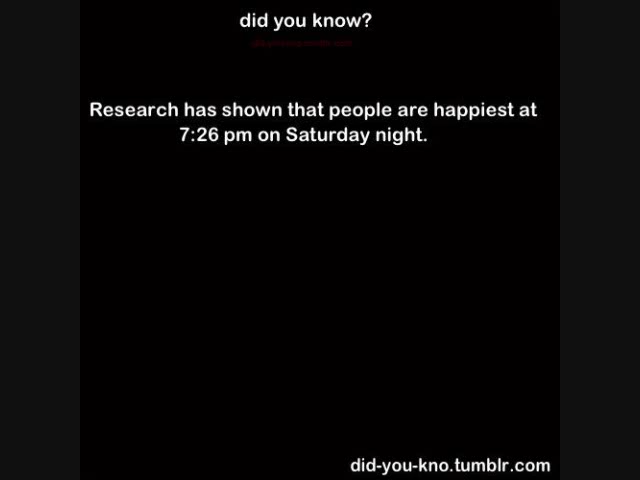 did you know?
Research has shown that people are happiest at
7:26 pm on Saturday night.
did-you-kno.tumblr.com